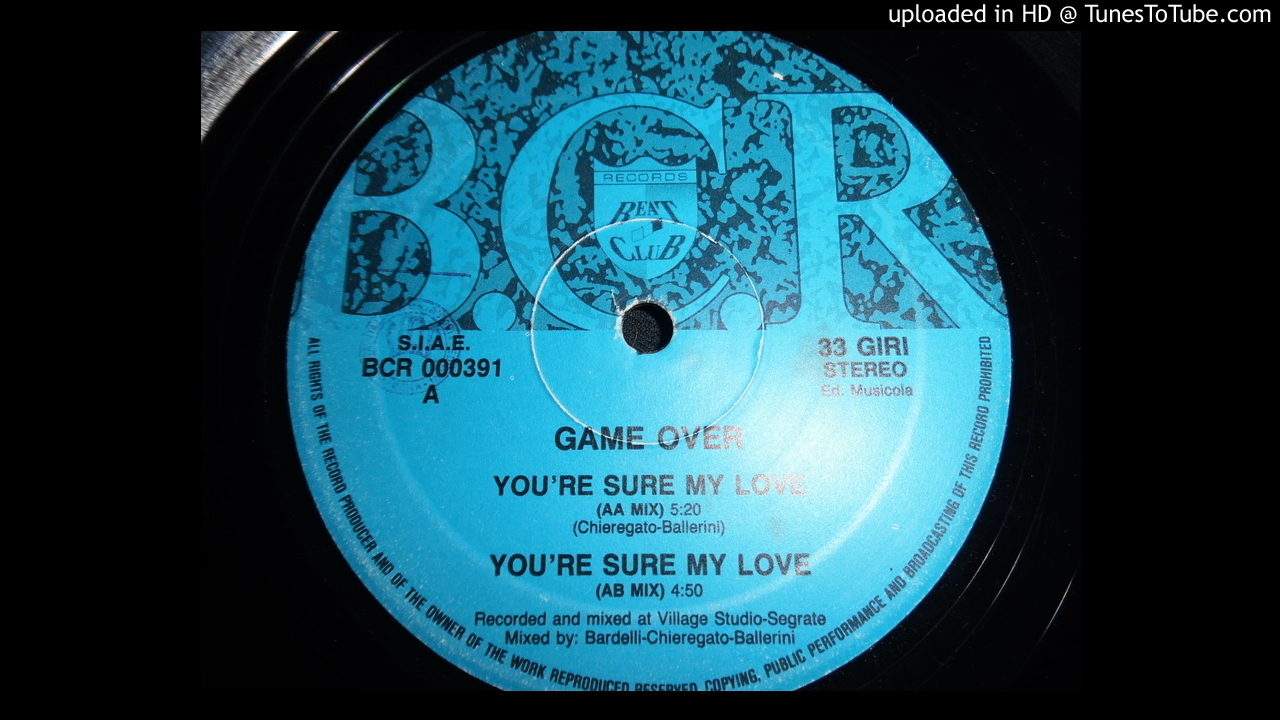 uploaded in HD @ TunesToTube.com
B.C.R
RECORDS
BEAT
CLUB
S.I.A.E.
BCR 000391
A
33 GIRI
STEREO
Ed. Musicola
GAME OVER
YOU'RE SURE MY LOVE
(AA MIX) 5:20
(Chieregato-Ballerini)
YOU'RE SURE MY LOVE
(AB MIX) 4:50
Recorded and mixed at Village Studio-Segrate
Mixed by: Bardelli-Chieregato-Ballerini
ALL RIGHTS OF THE RECORD PRODUCER AND OF THE OWNER OF THE WORK REPRODUCED RESERVED. COPYING, PUBLIC PERFORMANCE AND BROADCASTING OF THIS RECORD PROHIBITED